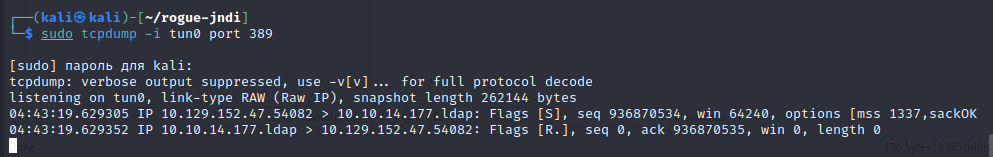 ┌──(kali㉿kali)-[~/rogue-jndi]
└─$ sudo tcpdump -i tun0 port 389
[sudo] пароль для kali:
tcpdump: verbose output suppressed, use -v[v]... for full protocol decode
listening on tun0, link-type RAW (Raw IP), snapshot length 262144 bytes
04:43:19.629305 IP 10.129.152.47.54082 > 10.10.14.177.ldap: Flags [S], seq 936870534, win 64240, options [mss 1337,sackOK
04:43:19.629352 IP 10.10.14.177.ldap > 10.129.152.47.54082: Flags [R.], seq 0, ack 936870535, win 0, length 0
430 bytes | 1125 milli